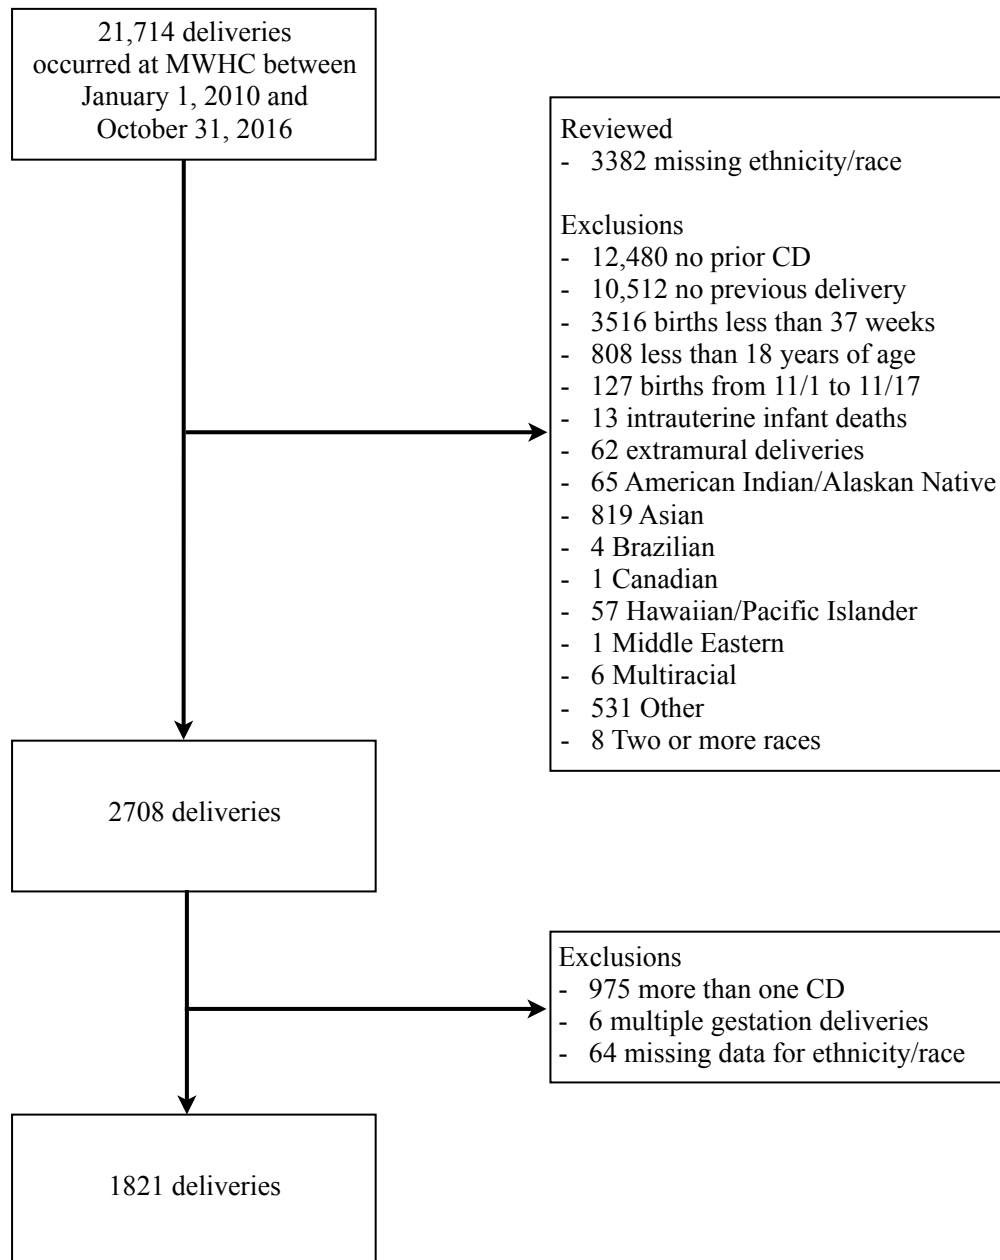 21,714 deliveries
occurred at MWHC between
January 1, 2010 and
October 31, 2016
Reviewed
- 3382 missing ethnicity/race
Exclusions
- 12,480 no prior CD
- 10,512 no previous delivery
- 3516 births less than 37 weeks
- 808 less than 18 years of age
- 127 births from 11/1 to 11/17
- 13 intrauterine infant deaths
- 62 extramural deliveries
- 65 American Indian/Alaskan Native
- 819 Asian
- 4 Brazilian
- 1 Canadian
- 57 Hawaiian/Pacific Islander
- 1 Middle Eastern
- 6 Multiracial
- 531 Other
- 8 Two or more races
2708 deliveries
Exclusions
- 975 more than one CD
- 6 multiple gestation deliveries
- 64 missing data for ethnicity/race
1821 deliveries